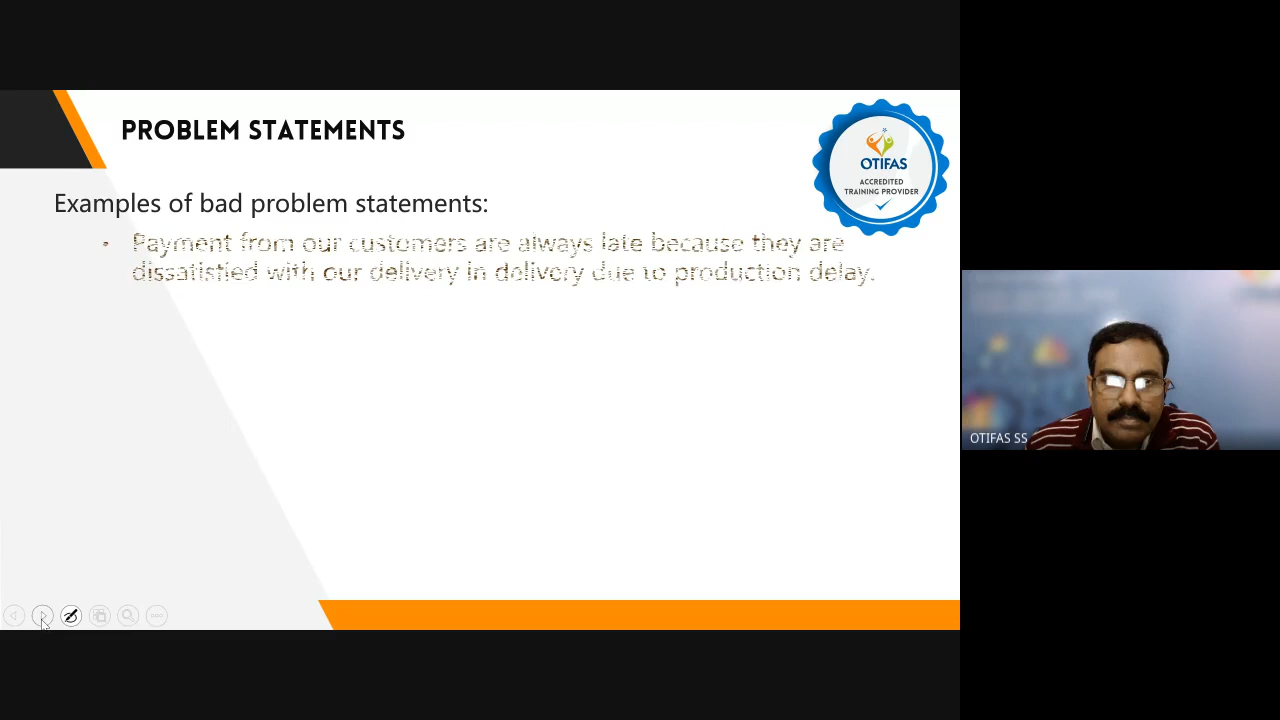 PROBLEM STATEMENTS
OTIFAS
ACCREDITED
TRAINING PROVIDER
Examples of bad problem statements:
• Payment from our customers are always late because they are
dissatisfied with our delivery in delivery due to production delay.
OTIFAS SS